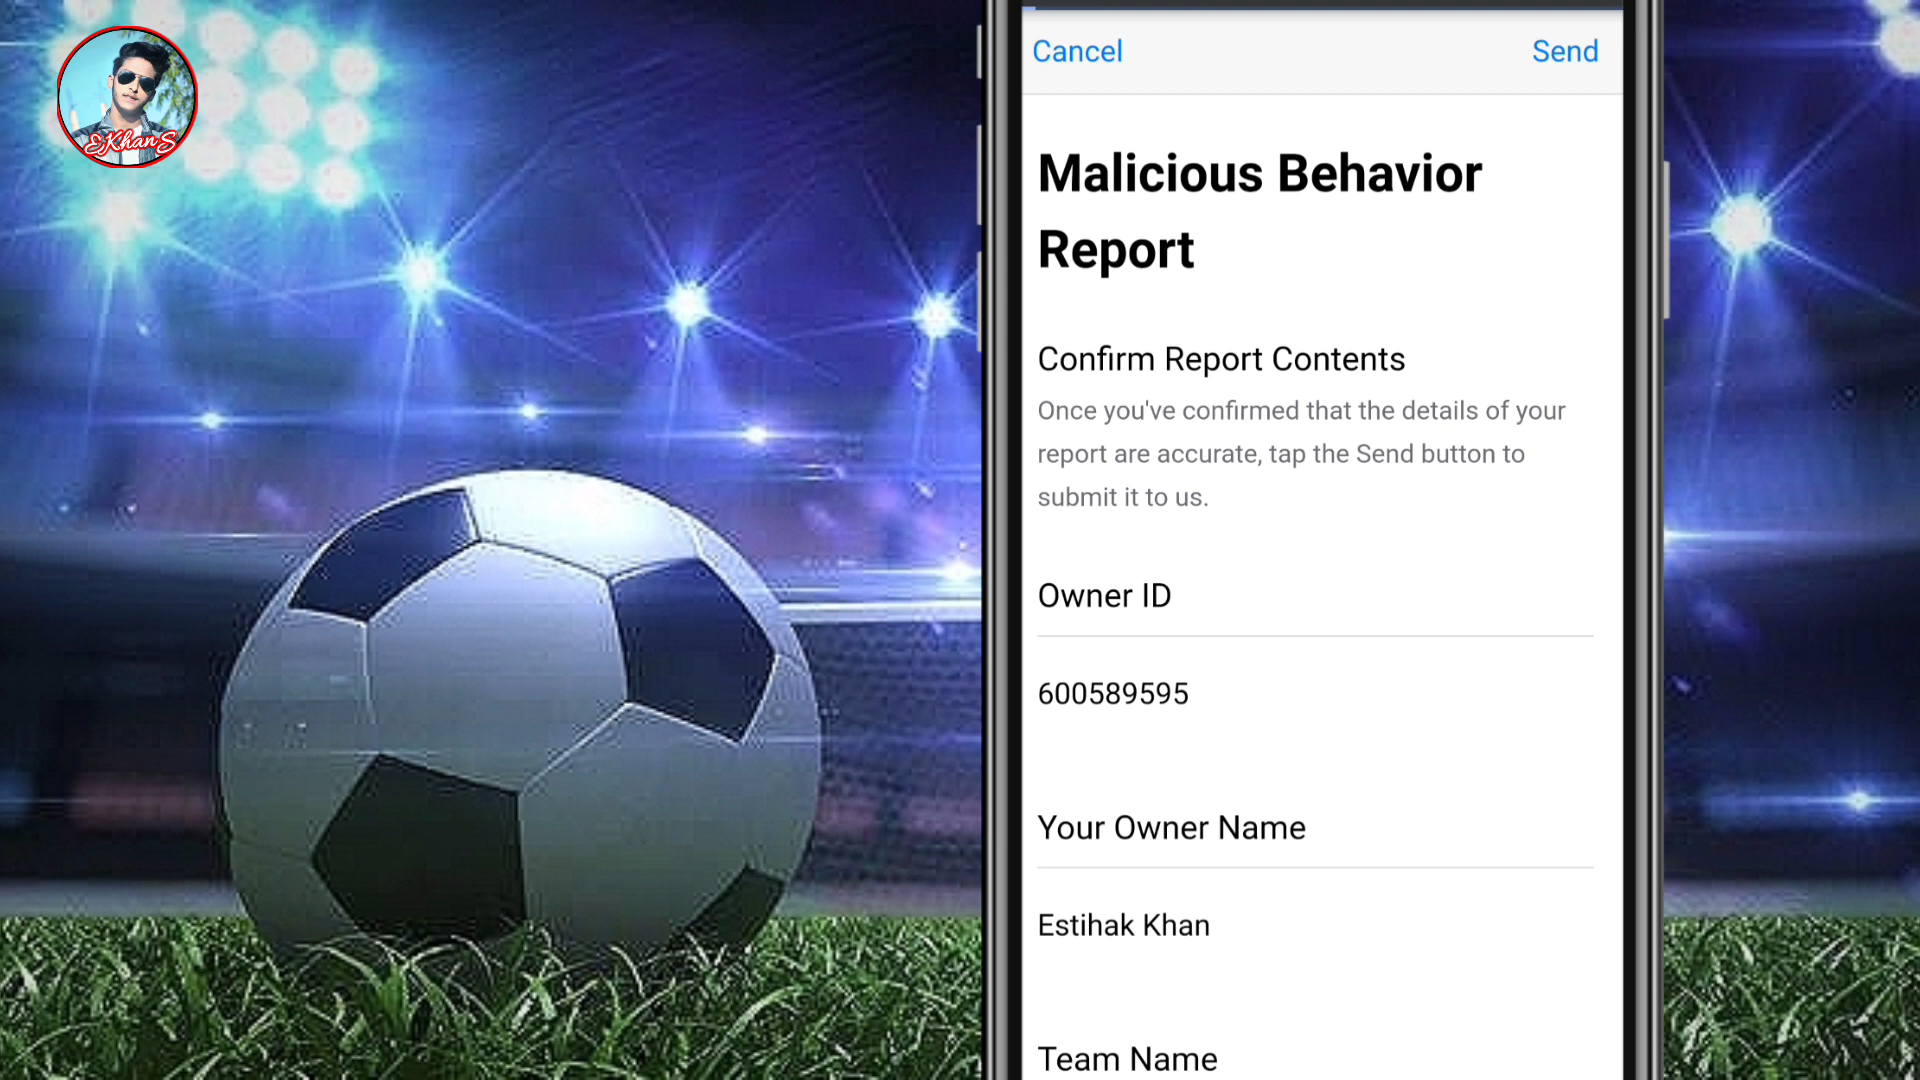 EKhanS
Cancel
Send
Malicious Behavior
Report
Confirm Report Contents
Once you've confirmed that the details of your
report are accurate, tap the Send button to
submit it to us.
Owner ID
600589595
Your Owner Name
Estihak Khan
Team Name